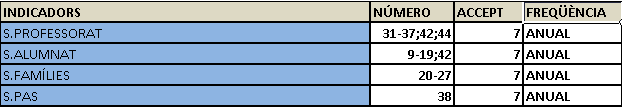 INDICADORS NÚMERO ACCEPT FREQÜÈNCIA
S.PROFESSORAT 31-37;42;44 7 ANUAL
S.ALUMNAT 9-19;42 7 ANUAL
S.FAMÍLIES 20-27 7 ANUAL
S.PAS 38 7 ANUAL